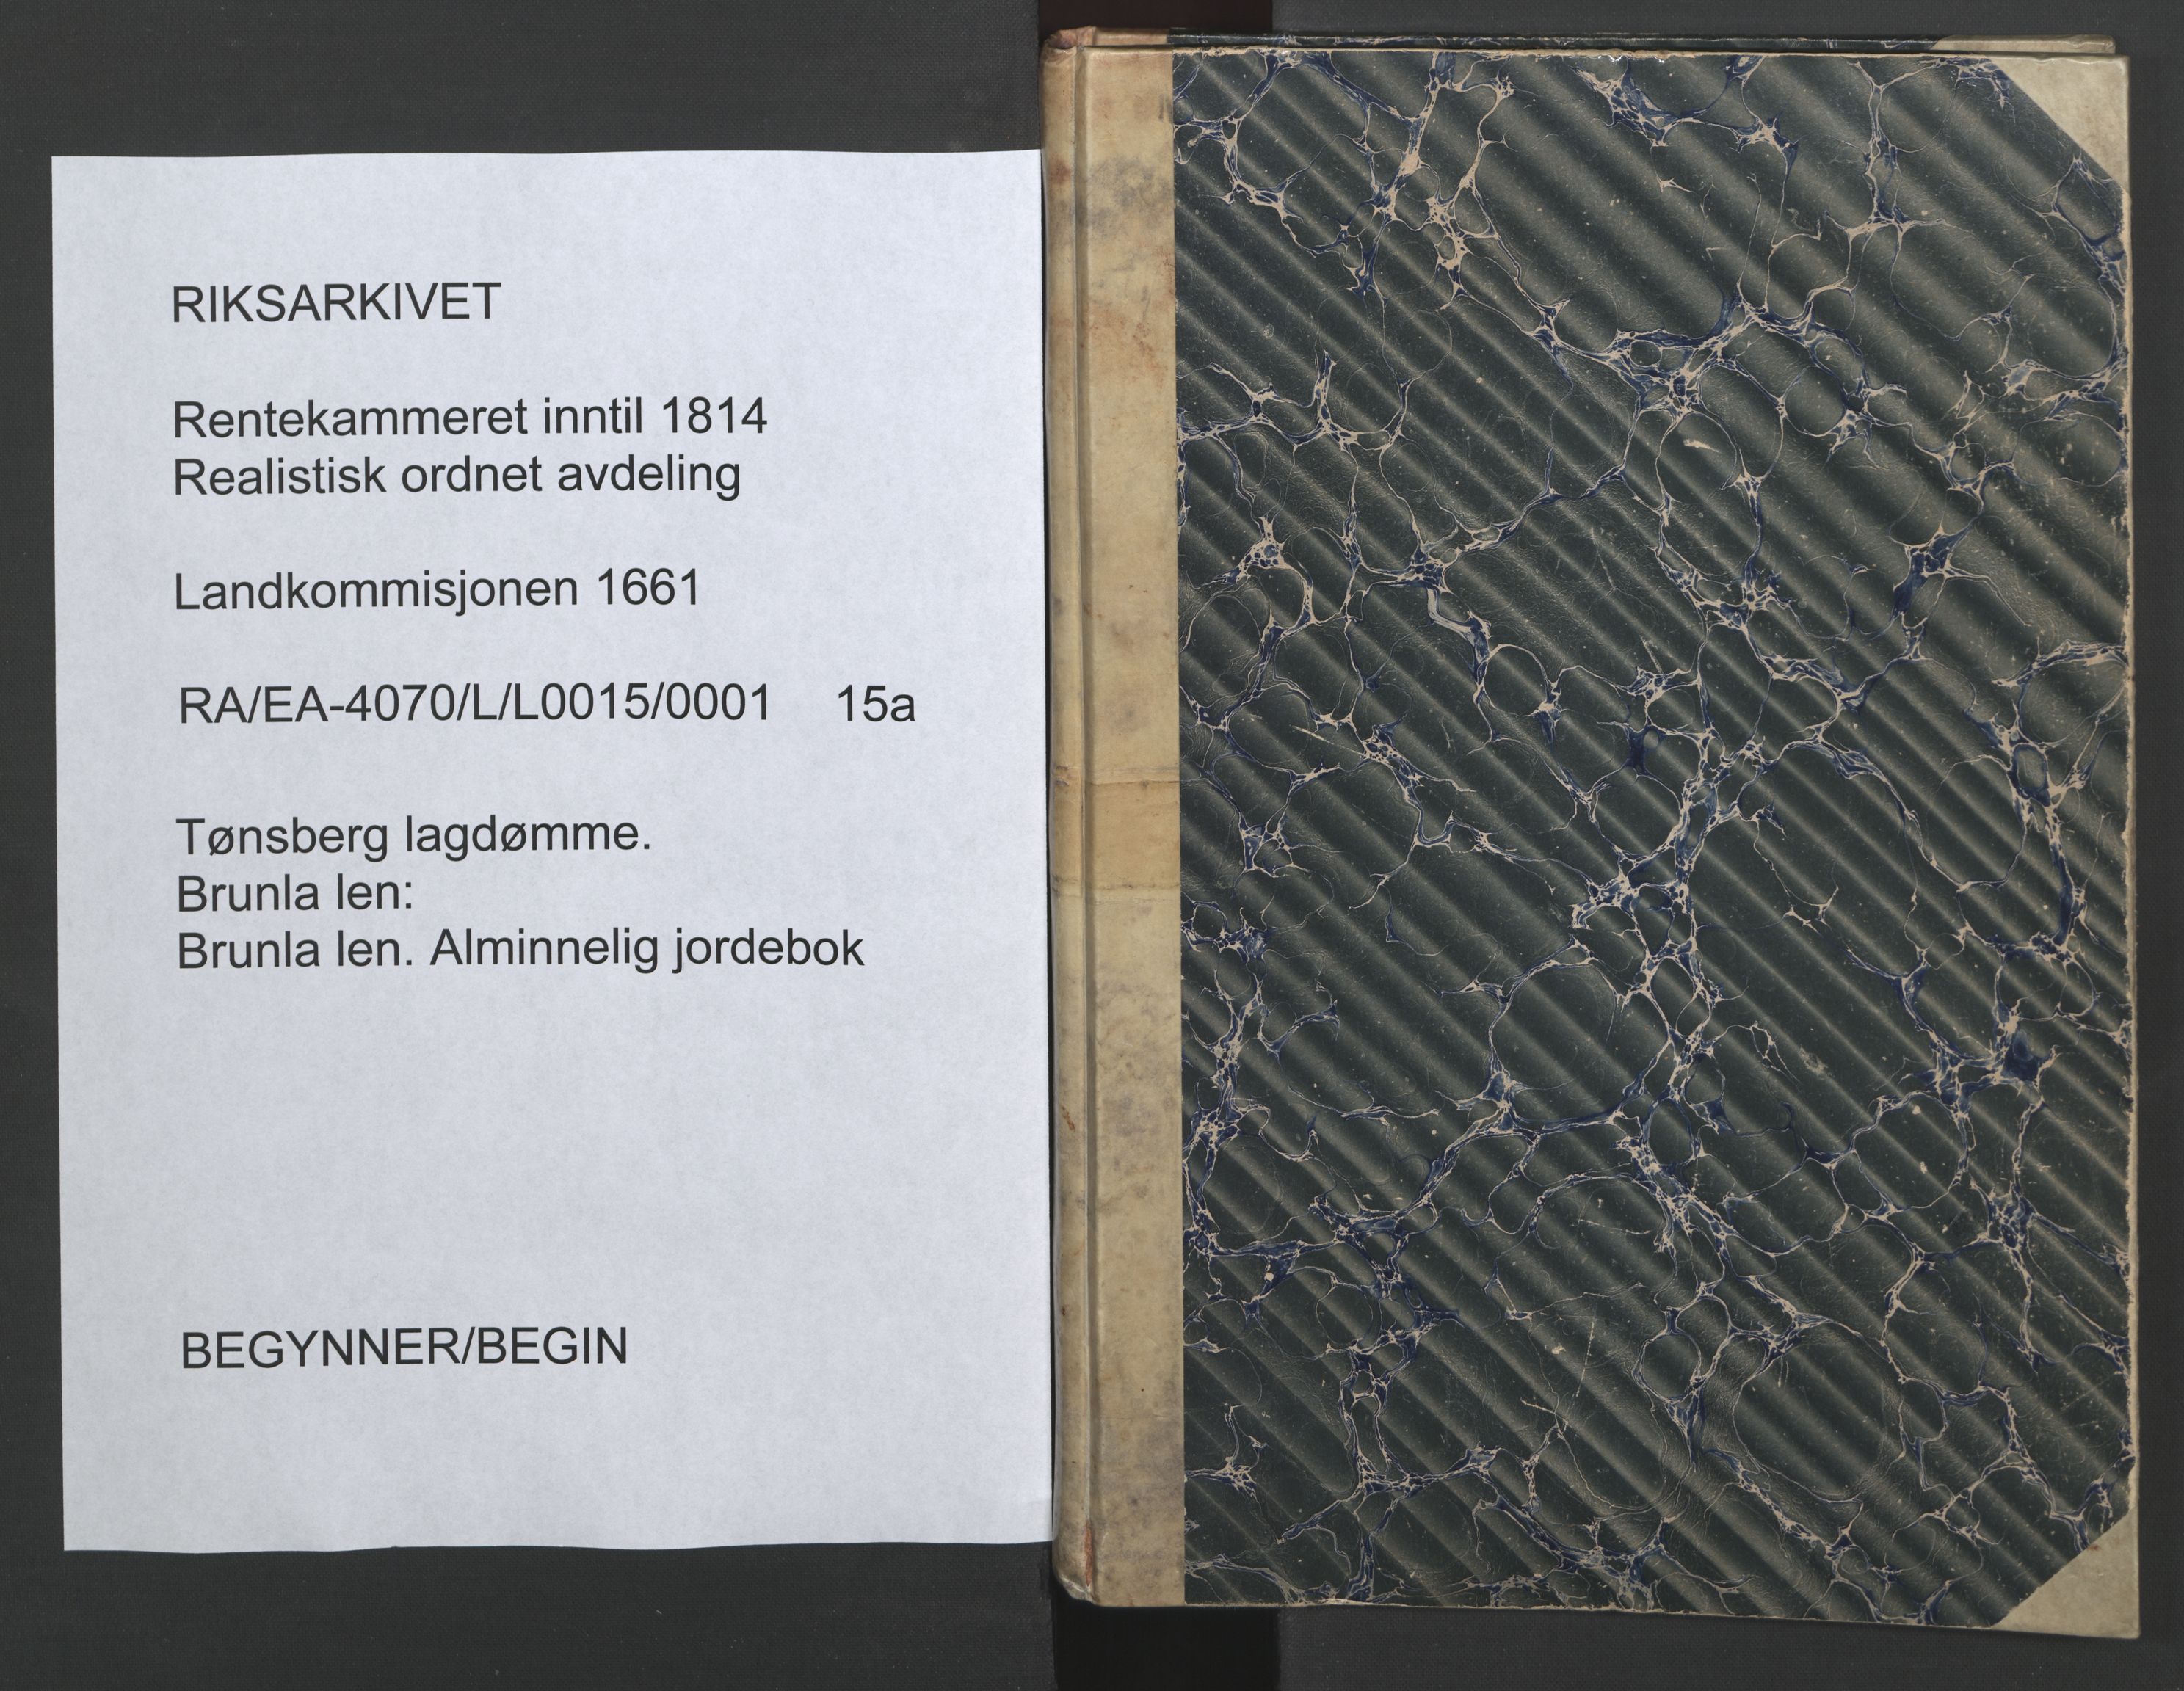 RIKSARKIVET
Rentekammeret inntil 1814
Realistisk ordnet avdeling
Landkommisjonen 1661
RA/EA-4070/L/L0015/0001 15a
Tønsberg lagdømme.
Brunla len:
Brunla len. Alminnelig jordebok
BEGYNNER/BEGIN